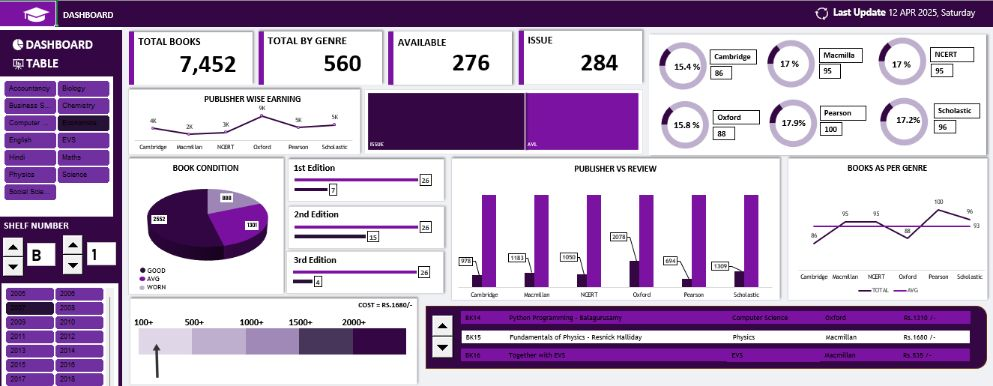 DASHBOARD
Last Update 12 APR 2025, Saturday
DASHBOARD
TABLE
Accountancy Biology
Business S... Chemistry
Computer ... Economics
English EVS
Hindi Maths
Physics Science
Social Scie...
SHELF NUMBER
B 1
2005 2006
2007 2008
2009 2010
2011 2012
2013 2014
2015 2016
2017 2018
TOTAL BOOKS
7,452
TOTAL BY GENRE
560
AVAILABLE
276
ISSUE
284
15.4 % Cambridge 86
17 % Macmilla 95
17 % NCERT 95
15.8 % Oxford 88
17.9% Pearson 100
17.2% Scholastic 96
PUBLISHER WISE EARNING
4K 2K 3K 9K 5K 5K
Cambridge Macmillan NCERT Oxford Pearson Scholastic
ISSUE AVL
BOOK CONDITION
2552 1301
GOOD
AVG
WORN
1st Edition
26
7
2nd Edition
26
15
3rd Edition
26
4
PUBLISHER VS REVIEW
978 1183 1050 2078 694 1309
Cambridge Macmillan NCERT Oxford Pearson Scholastic
BOOKS AS PER GENRE
86 95 95 88 100 96 93
Cambridge Macmillan NCERT Oxford Pearson Scholastic
TOTAL AVG
COST = RS.1680/-
100+ 500+ 1000+ 1500+ 2000+
BK14 Python Programming - Balagurusamy Computer Science Oxford Rs.1210 /-
BK15 Fundamentals of Physics - Resnick Halliday Physics Macmillan Rs.1680 /-
BK16 Together with EVS EVS Macmillan